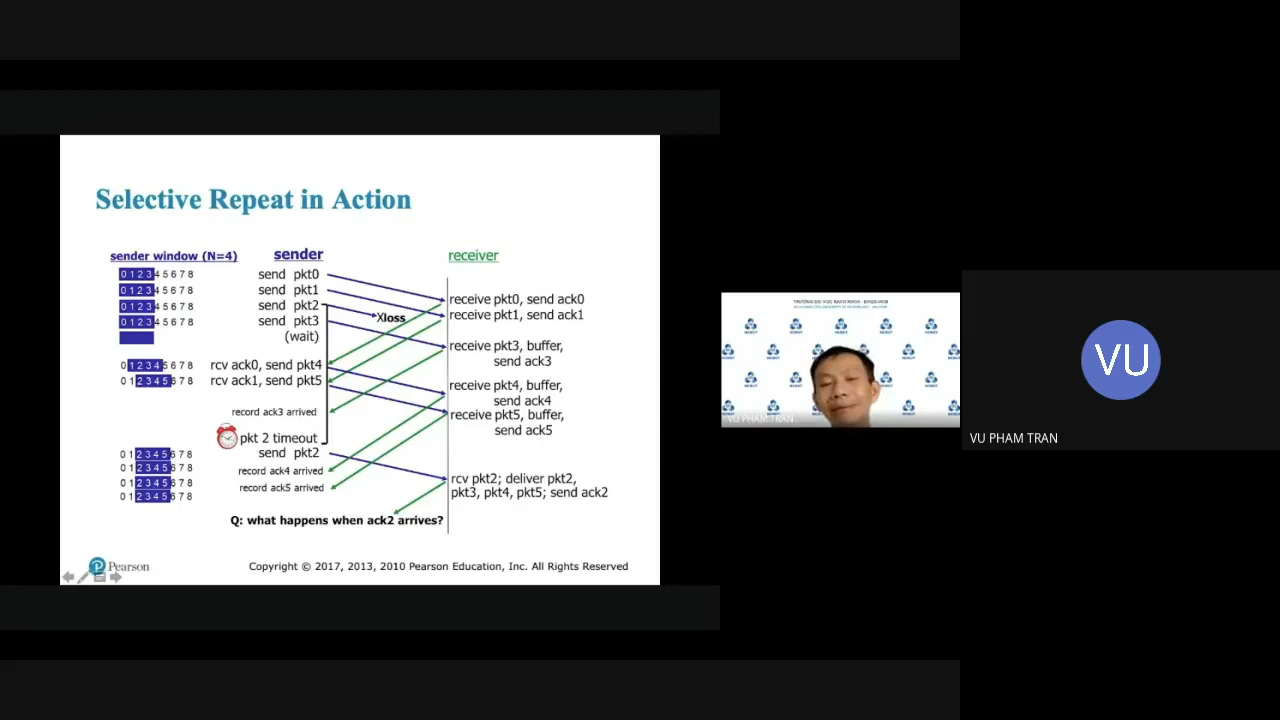 Selective Repeat in Action
sender window (N=4)
sender
receiver
0 1 2 3 4 5 6 7 8
send pkt0
0 1 2 3 4 5 6 7 8
send pkt1
0 1 2 3 4 5 6 7 8
send pkt2
0 1 2 3 4 5 6 7 8
send pkt3
(wait)
Xloss
receive pkt0, send ack0
receive pkt1, send ack1
receive pkt3, buffer,
send ack3
0 1 2 3 4 5 6 7 8
rcv ack0, send pkt4
0 1 2 3 4 5 6 7 8
rcv ack1, send pkt5
receive pkt4, buffer,
send ack4
receive pkt5, buffer,
send ack5
record ack3 arrived
pkt 2 timeout
0 1 2 3 4 5 6 7 8
send pkt2
0 1 2 3 4 5 6 7 8
record ack4 arrived
0 1 2 3 4 5 6 7 8
record ack5 arrived
0 1 2 3 4 5 6 7 8
rcv pkt2; deliver pkt2,
pkt3, pkt4, pkt5; send ack2
Q: what happens when ack2 arrives?
P Pearson
Copyright © 2017, 2013, 2010 Pearson Education, Inc. All Rights Reserved
VU PHAM TRAN
VU
VU PHAM TRAN